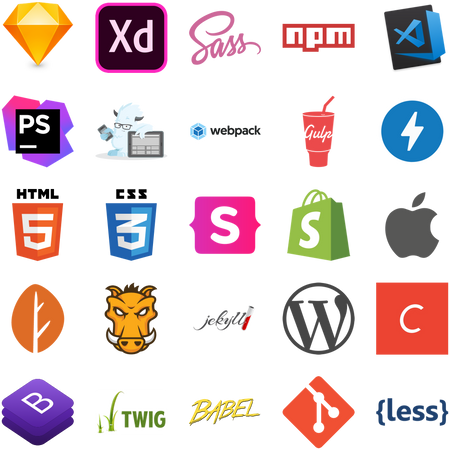 Xd
Sass
npm
PS
webpack
Gulp
HTML
5
CSS
3
S
S
jekyll
W
C
B
TWIG
BABEL
{less}